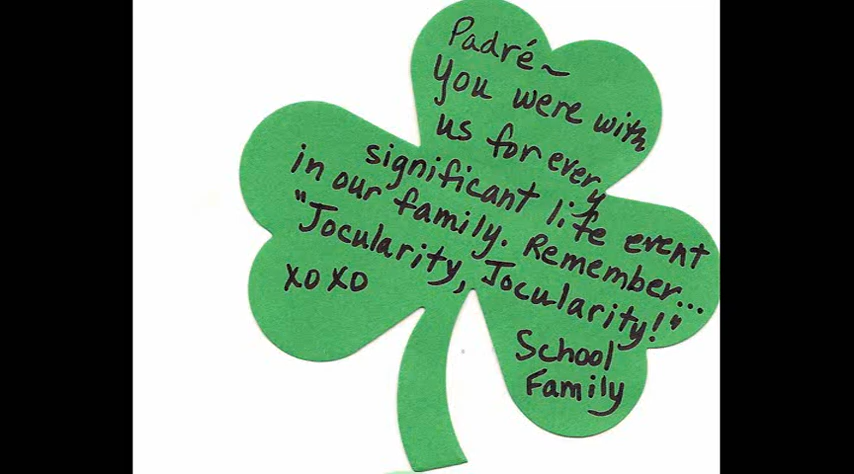 Padré~
You were with
us for every
significant life event
in our family. Remember...
"Jocularity, Jocularity!"
XOXO
School
Family